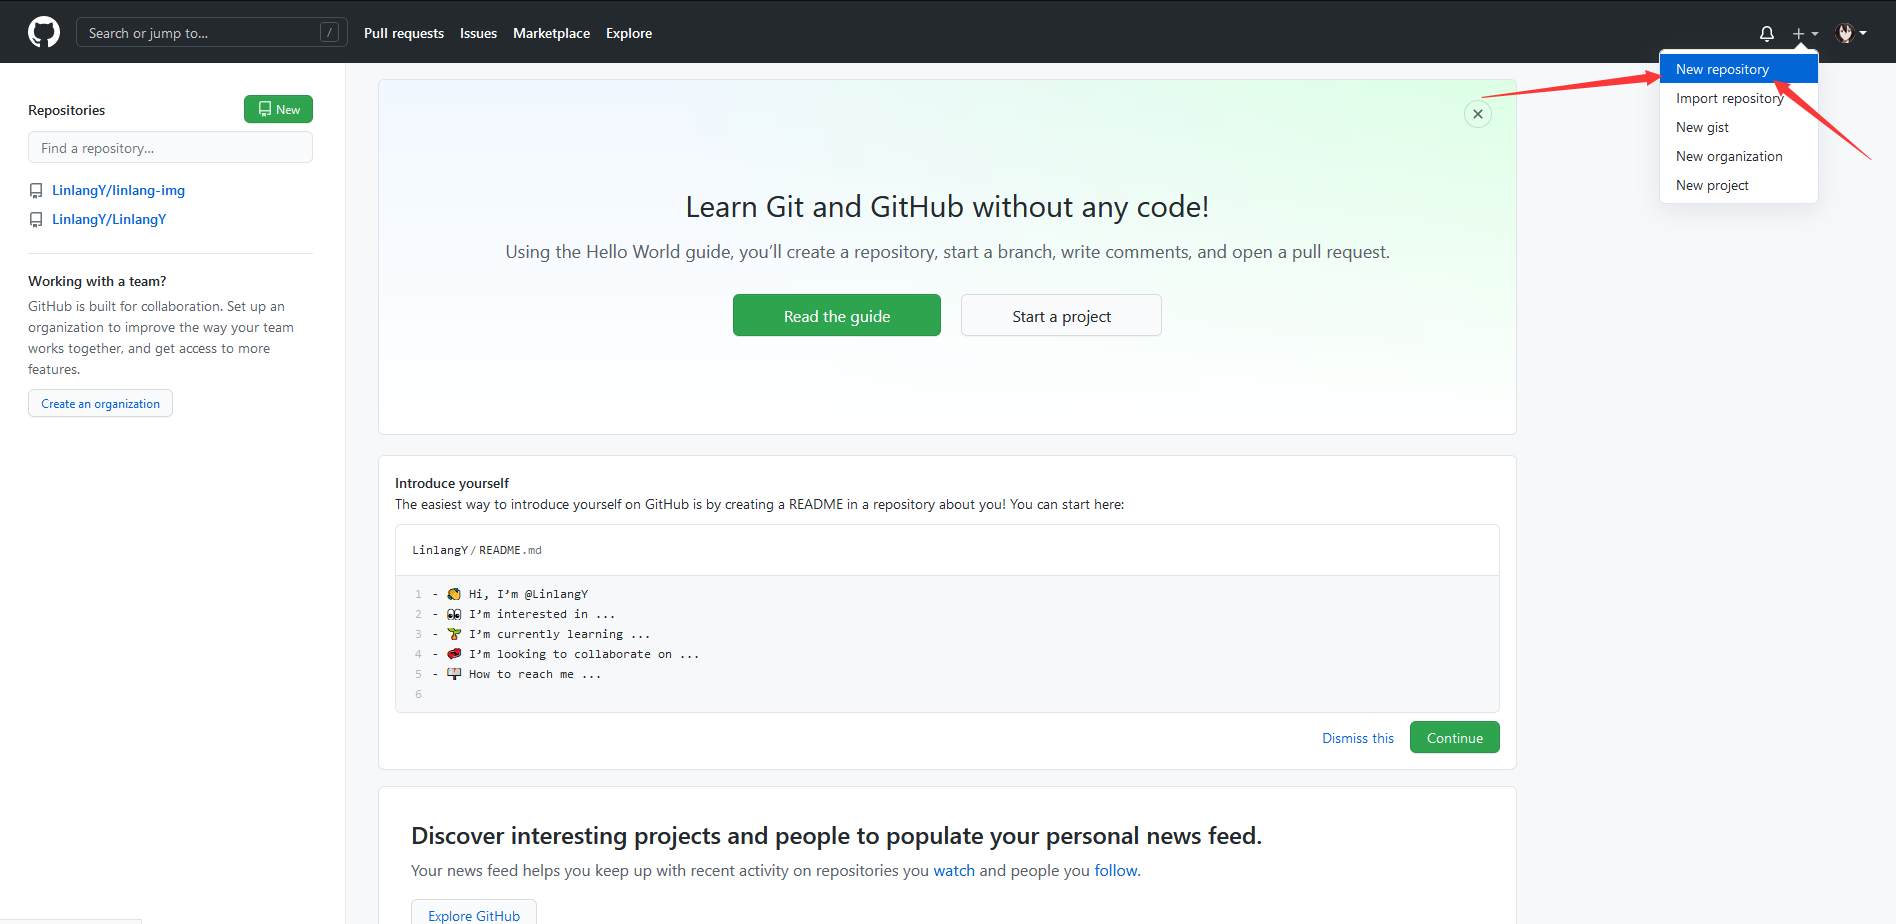 Search or jump to...
/
Pull requests
Issues
Marketplace
Explore
New repository
Import repository
New gist
New organization
New project
Repositories
New
Find a repository...
LinlangY/linlang-img
LinlangY/LinlangY
Working with a team?
GitHub is built for collaboration. Set up an
organization to improve the way your team
works together, and get access to more
features.
Create an organization
Learn Git and GitHub without any code!
Using the Hello World guide, you’ll create a repository, start a branch, write comments, and open a pull request.
Read the guide
Start a project
Introduce yourself
The easiest way to introduce yourself on GitHub is by creating a README in a repository about you! You can start here:
LinlangY/README.md
1 - 👋 Hi, I’m @LinlangY
2 - 👀 I’m interested in ...
3 - 🌱 I’m currently learning ...
4 - 💞️ I’m looking to collaborate on ...
5 - 📫 How to reach me ...
6
Dismiss this
Continue
Discover interesting projects and people to populate your personal news feed.
Your news feed helps you keep up with recent activity on repositories you watch and people you follow.
Explore GitHub